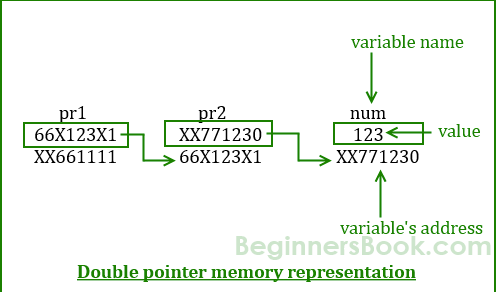 variable name
pr1 pr2 num
66X123X1 XX771230 123 value
XX661111 66X123X1 XX771230
variable's address
BeginnersBook.com
Double pointer memory representation